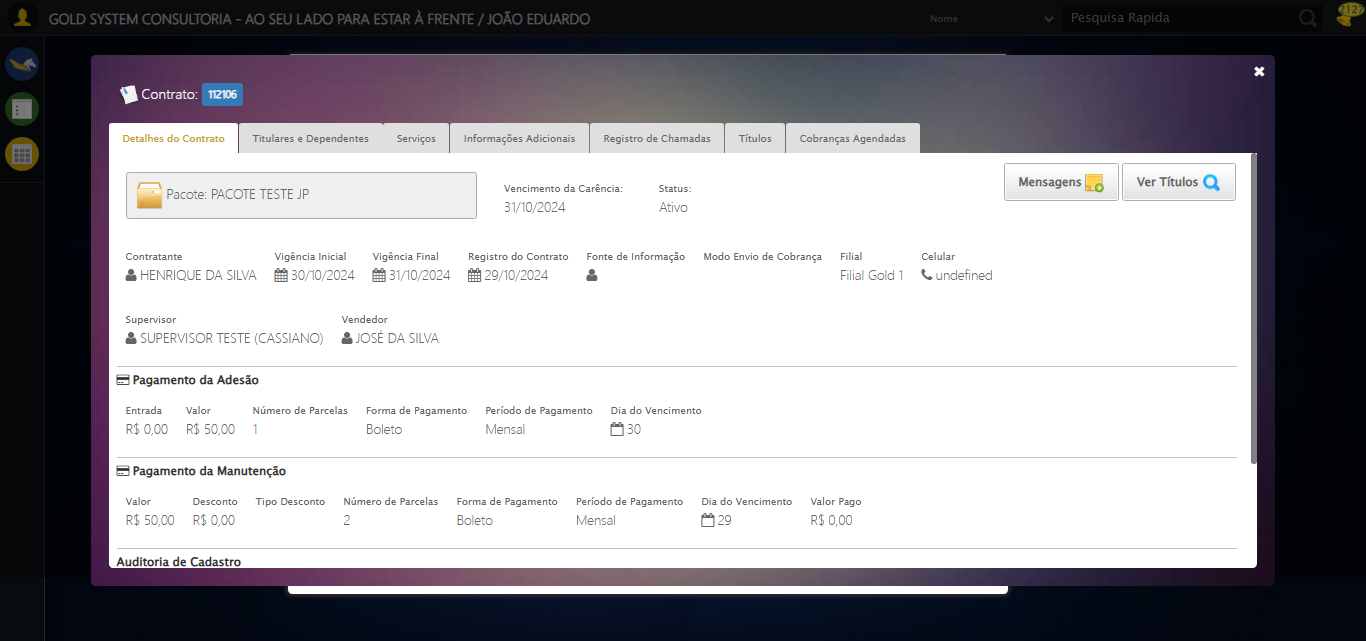 GOLD SYSTEM CONSULTORIA - AO SEU LADO PARA ESTAR À FRENTE / JOÃO EDUARDO
Nome
Pesquisa Rapida
2122
Contrato: 112106
Detalhes do Contrato
Titulares e Dependentes
Serviços
Informações Adicionais
Registro de Chamadas
Títulos
Cobranças Agendadas
Pacote: PACOTE TESTE JP
Vencimento da Carência:
31/10/2024
Status:
Ativo
Mensagens
Ver Títulos
Contratante
HENRIQUE DA SILVA
Vigência Inicial
30/10/2024
Vigência Final
31/10/2024
Registro do Contrato
29/10/2024
Fonte de Informação
Modo Envio de Cobrança
Filial
Filial Gold 1
Celular
undefined
Supervisor
SUPERVISOR TESTE (CASSIANO)
Vendedor
JOSÉ DA SILVA
Pagamento da Adesão
Entrada
R$ 0,00
Valor
R$ 50,00
Número de Parcelas
1
Forma de Pagamento
Boleto
Período de Pagamento
Mensal
Dia do Vencimento
30
Pagamento da Manutenção
Valor
R$ 50,00
Desconto
R$ 0,00
Tipo Desconto
Número de Parcelas
2
Forma de Pagamento
Boleto
Período de Pagamento
Mensal
Dia do Vencimento
29
Valor Pago
R$ 0,00
Auditoria de Cadastro